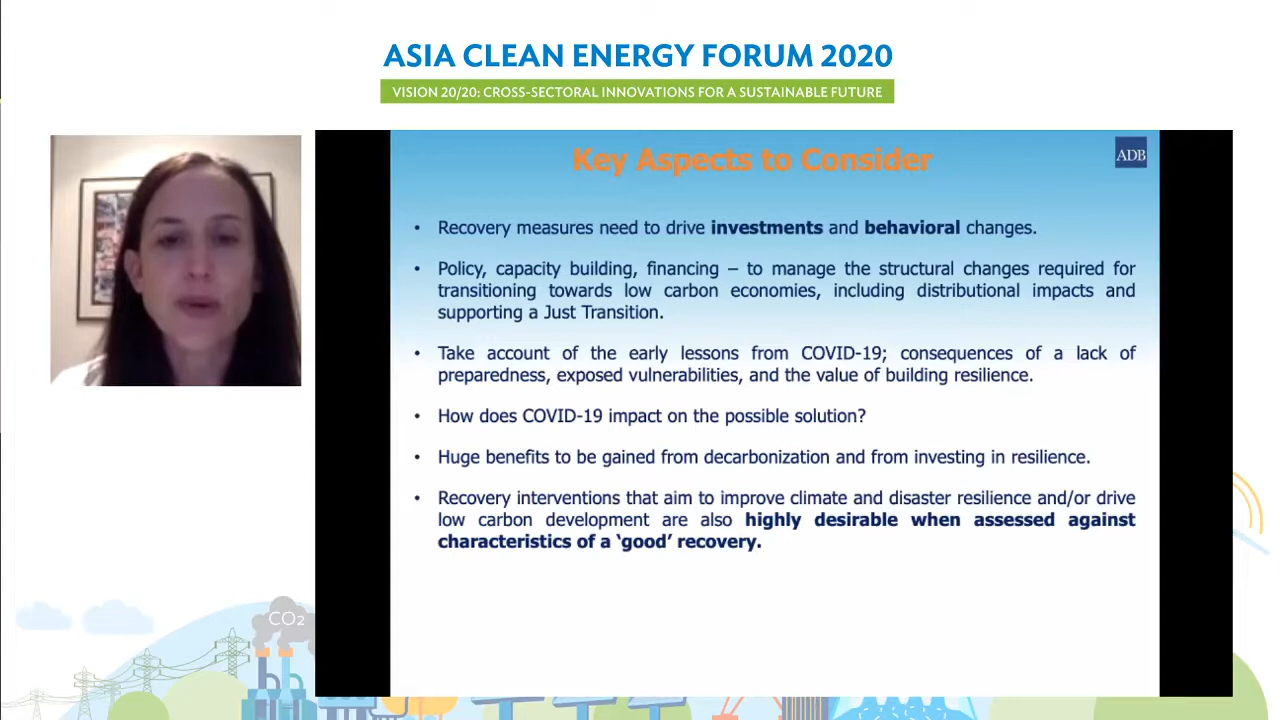 ASIA CLEAN ENERGY FORUM 2020
VISION 20/20: CROSS-SECTORAL INNOVATIONS FOR A SUSTAINABLE FUTURE
Key Aspects to Consider
ADB
• Recovery measures need to drive investments and behavioral changes.
• Policy, capacity building, financing – to manage the structural changes required for
transitioning towards low carbon economies, including distributional impacts and
supporting a Just Transition.
• Take account of the early lessons from COVID-19; consequences of a lack of
preparedness, exposed vulnerabilities, and the value of building resilience.
• How does COVID-19 impact on the possible solution?
• Huge benefits to be gained from decarbonization and from investing in resilience.
• Recovery interventions that aim to improve climate and disaster resilience and/or drive
low carbon development are also highly desirable when assessed against
characteristics of a ‘good’ recovery.
CO2